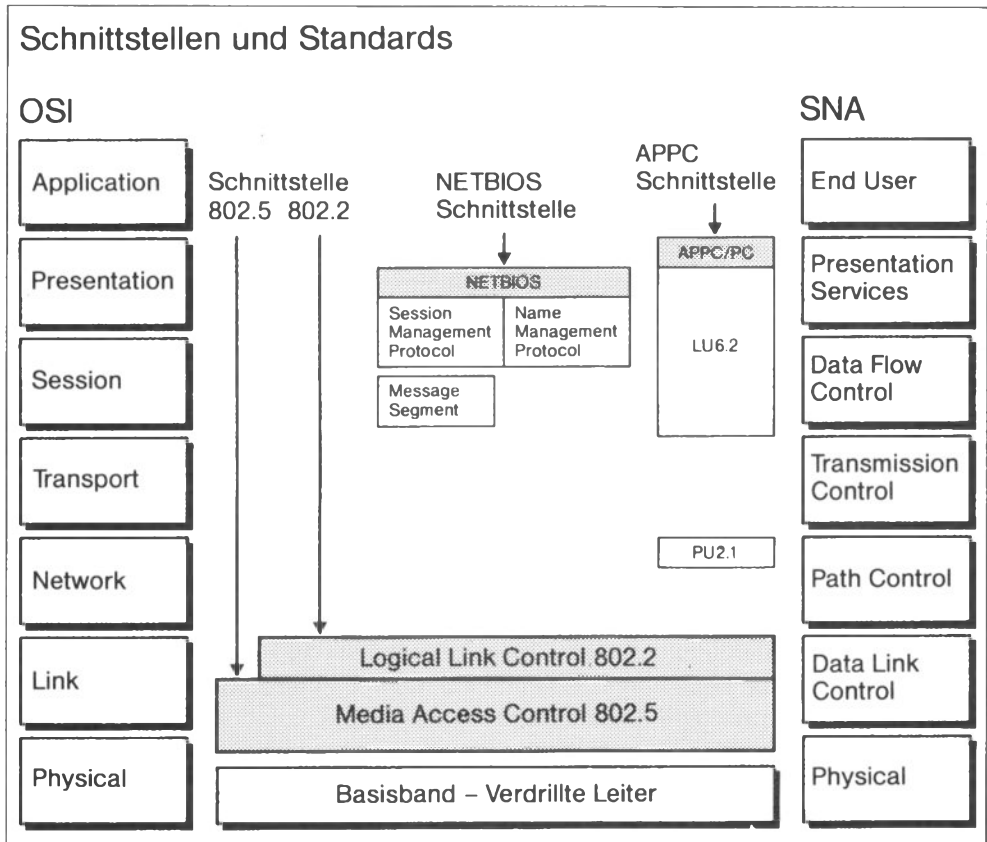 Schnittstellen und Standards
OSI
Application
Presentation
Session
Transport
Network
Link
Physical
Schnittstelle
802.5 802.2
NETBIOS
Schnittstelle
NETBIOS
Session
Management
Protocol
Name
Management
Protocol
Message
Segment
APPC
Schnittstelle
APPC/PC
LU6.2
PU2.1
Logical Link Control 802.2
Media Access Control 802.5
Basisband – Verdrillte Leiter
SNA
End User
Presentation
Services
Data Flow
Control
Transmission
Control
Path Control
Data Link
Control
Physical